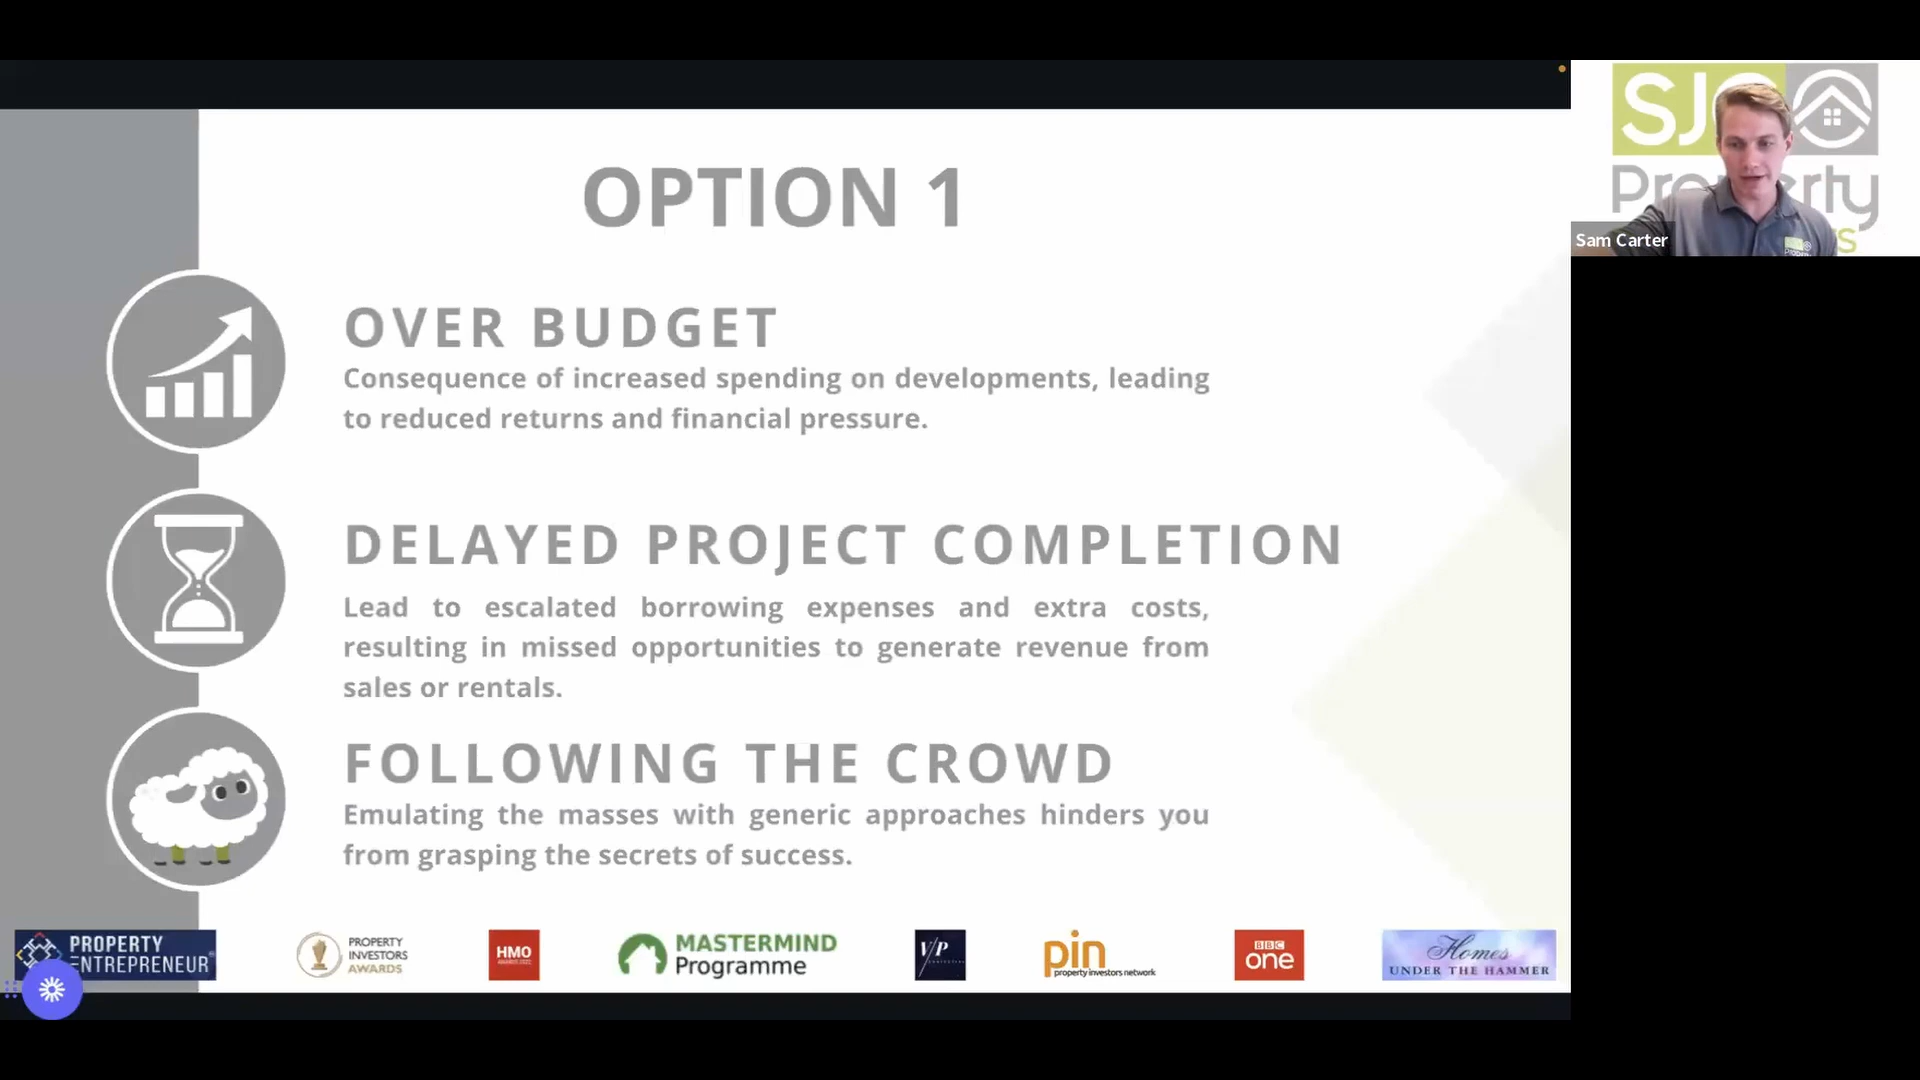 OPTION 1
OVER BUDGET
Consequence of increased spending on developments, leading
to reduced returns and financial pressure.
DELAYED PROJECT COMPLETION
Lead to escalated borrowing expenses and extra costs,
resulting in missed opportunities to generate revenue from
sales or rentals.
FOLLOWING THE CROWD
Emulating the masses with generic approaches hinders you
from grasping the secrets of success.
PROPERTY
ENTREPRENEUR®
PROPERTY
INVESTORS
AWARDS
HMO
MASTERMIND
Programme
V/P
pin
property investors network
BBC
one
Homes
UNDER THE HAMMER
Sam Carter